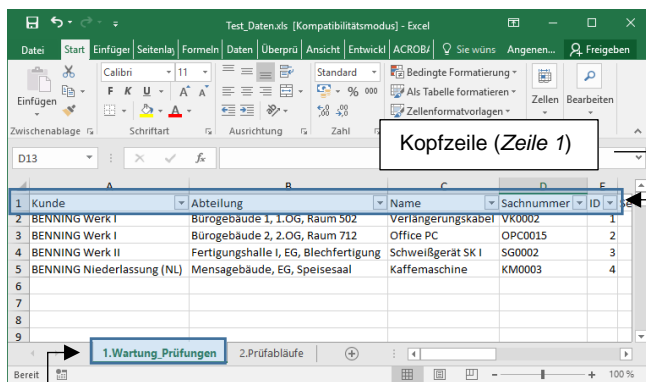 Test_Daten.xls [Kompatibilitätsmodus] - Excel
Datei Start Einfüger Seitenlaj Formeln Daten Überprü Ansicht Entwickl ACROB/ Sie wüns Angenen... Freigeben
Calibri 11 Standard Bedingte Formatierung
F K U A A % 000 Als Tabelle formatieren
Einfügen A Zellenformatvorlagen Zellen Bearbeiten
Zwischenablage Schriftart Ausrichtung Zahl
Kopfzeile (Zeile 1)
D13 fx
A B C D E
1 Kunde Abteilung Name Sachnummer ID Se
2 BENNING Werk I Bürogebäude 1, 1.OG, Raum 502 Verlängerungskabel VK0002 1
3 BENNING Werk I Bürogebäude 2, 2.OG, Raum 712 Office PC OPC0015 2
4 BENNING Werk II Fertigungshalle I, EG, Blechfertigung Schweißgerät SK I SG0002 3
5 BENNING Niederlassung (NL) Mensagebäude, EG, Speisesaal Kaffemaschine KM0003 4
6
7
8
9
1.Wartung_Prüfungen 2.Prüfabläufe
Bereit 100 %